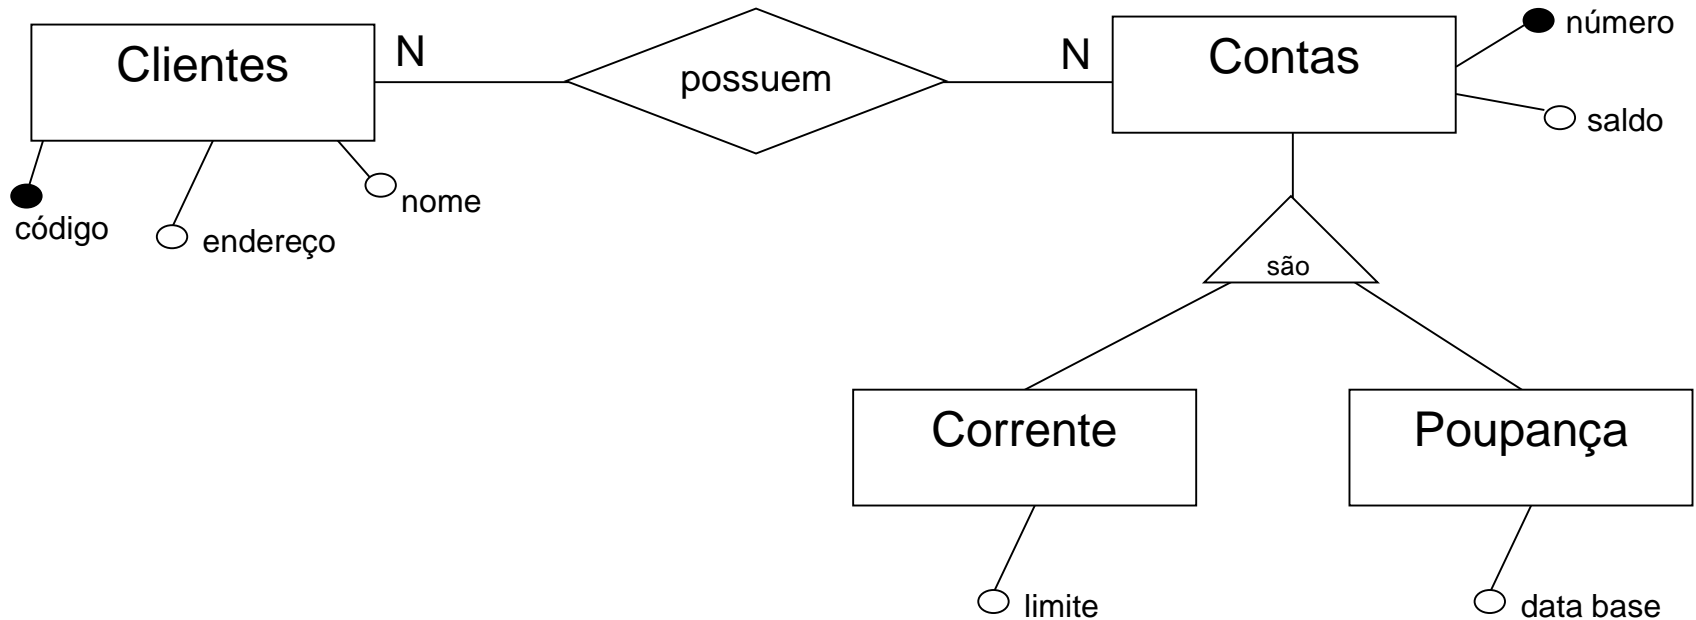 Clientes
N
possuem
N
Contas
número
saldo
código
endereço
nome
são
Corrente
Poupança
limite
data base